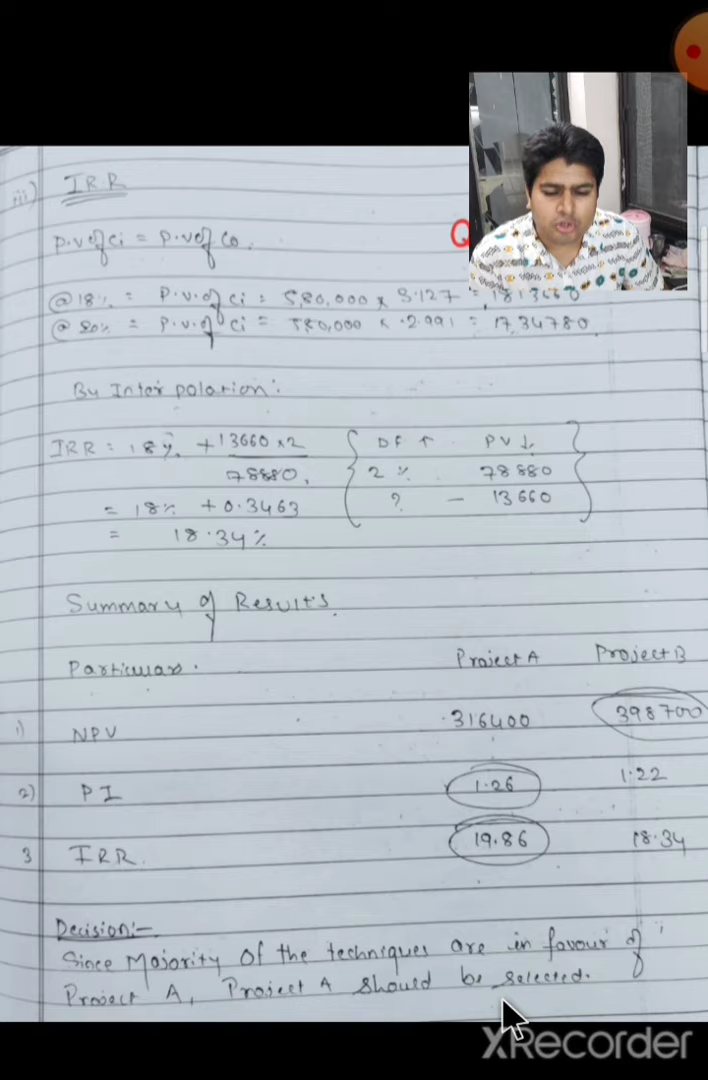 iii) IRR
P.V of Ci = P.V of Co.
Q
@ 18% = P.V. of Ci = 5,80,000 x 3.127 = 1813660
@ 20% = P.V. of Ci = 580,000 x .2.991 = 17,34780
By Interpolation:
IRR = 18% + 13660 x 2
78880
= 18% + 0.3463
= 18.34%
DF ↑ PV ↓
2 % 78880
? - 13660
Summary of Results.
Particulars. Project A Project B
1) NPV 316400 398700
2) PI 1.26 1.22
3 IRR. 19.86 18.34
Decision:-
Since Majority of the techniques are in favour of
Project A, Project A should be selected.
XRecorder